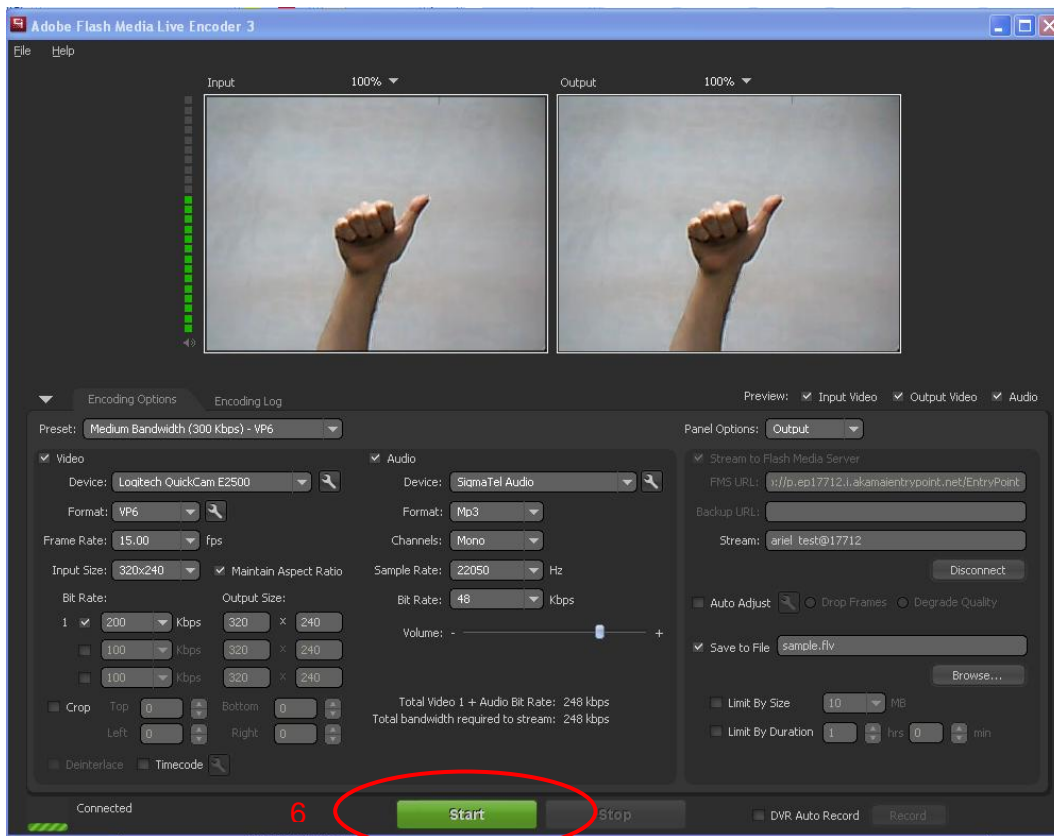 Adobe Flash Media Live Encoder 3
File Help
Input 100% Output 100%
Encoding Options Encoding Log
Preview: Input Video Output Video Audio
Preset: Medium Bandwidth (300 Kbps) - VP6
Panel Options: Output
Video
Device: Logitech QuickCam E2500
Format: VP6
Frame Rate: 15.00 fps
Input Size: 320x240 Maintain Aspect Ratio
Bit Rate: Output Size:
1 200 Kbps 320 x 240
100 Kbps 320 x 240
100 Kbps 320 x 240
Crop Top 0 Bottom 0
Left 0 Right 0
Deinterlace Timecode
Audio
Device: SigmaTel Audio
Format: Mp3
Channels: Mono
Sample Rate: 22050 Hz
Bit Rate: 48 Kbps
Volume: - +
Total Video 1 + Audio Bit Rate: 248 kbps
Total bandwidth required to stream: 248 kbps
Stream to Flash Media Server
FMS URL: ://p.ep17712.i.akamaientrypoint.net/EntryPoint
Backup URL:
Stream: ariel test@17712
Disconnect
Auto Adjust Drop Frames Degrade Quality
Save to File sample.flv
Browse...
Limit By Size 10 MB
Limit By Duration 1 hrs 0 min
Connected
6
Start
Stop
DVR Auto Record Record